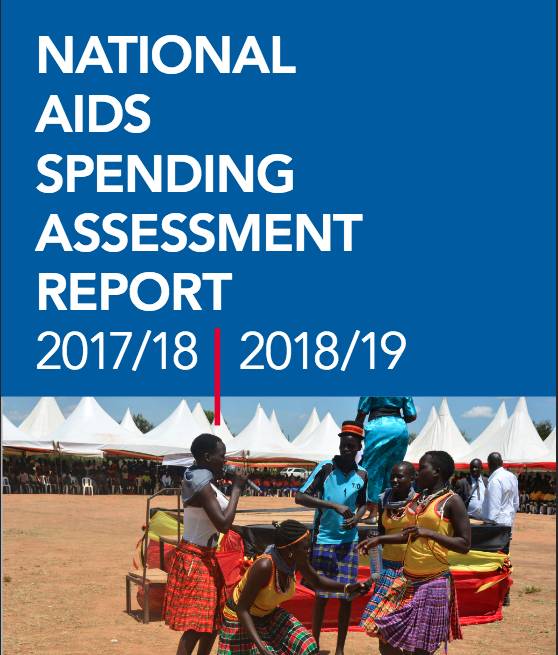 NATIONAL
AIDS
SPENDING
ASSESSMENT
REPORT
2017/18 2018/19